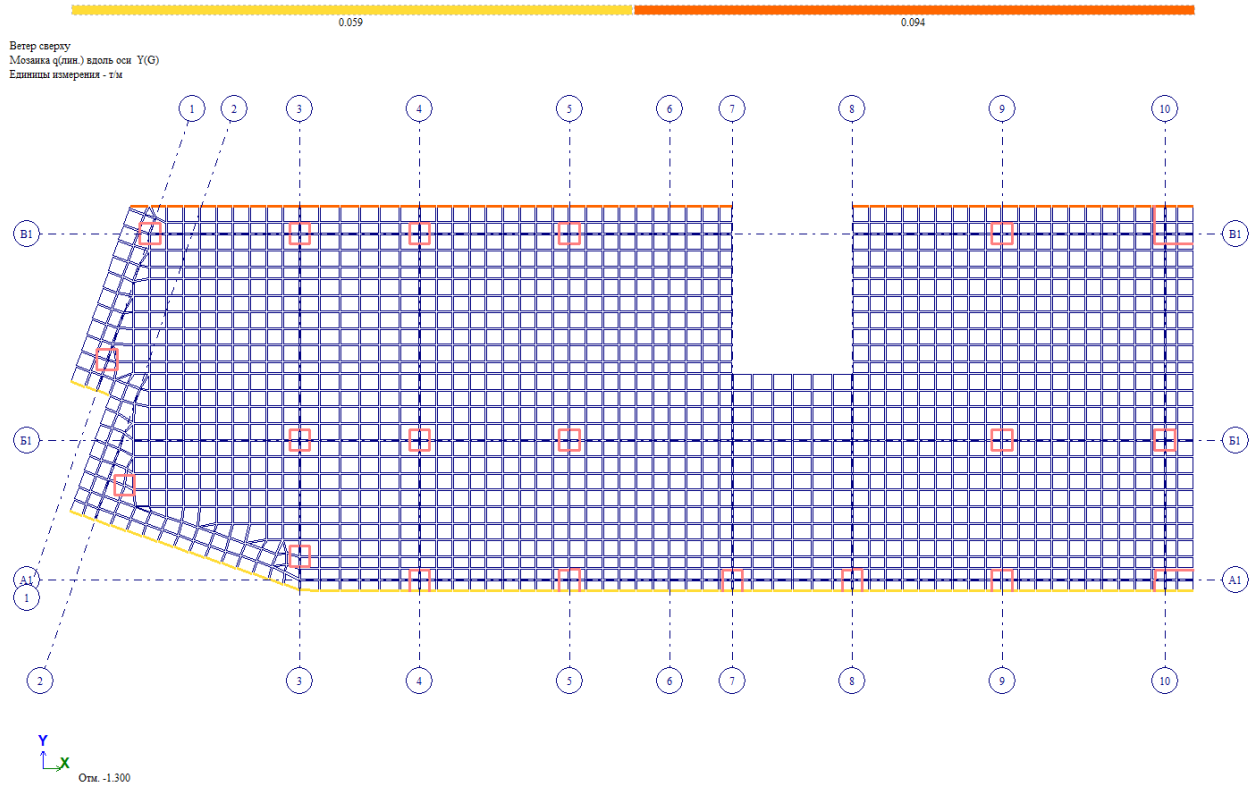 0.059 0.094
Ветер сверху
Мозаика q(лин.) вдоль оси Y(G)
Единицы измерения - т/м
1 2 3 4 5 6 7 8 9 10
В1 В1
Б1 Б1
А1 А1
1
2 3 4 5 6 7 8 9 10
Y
X
Отм. -1.300